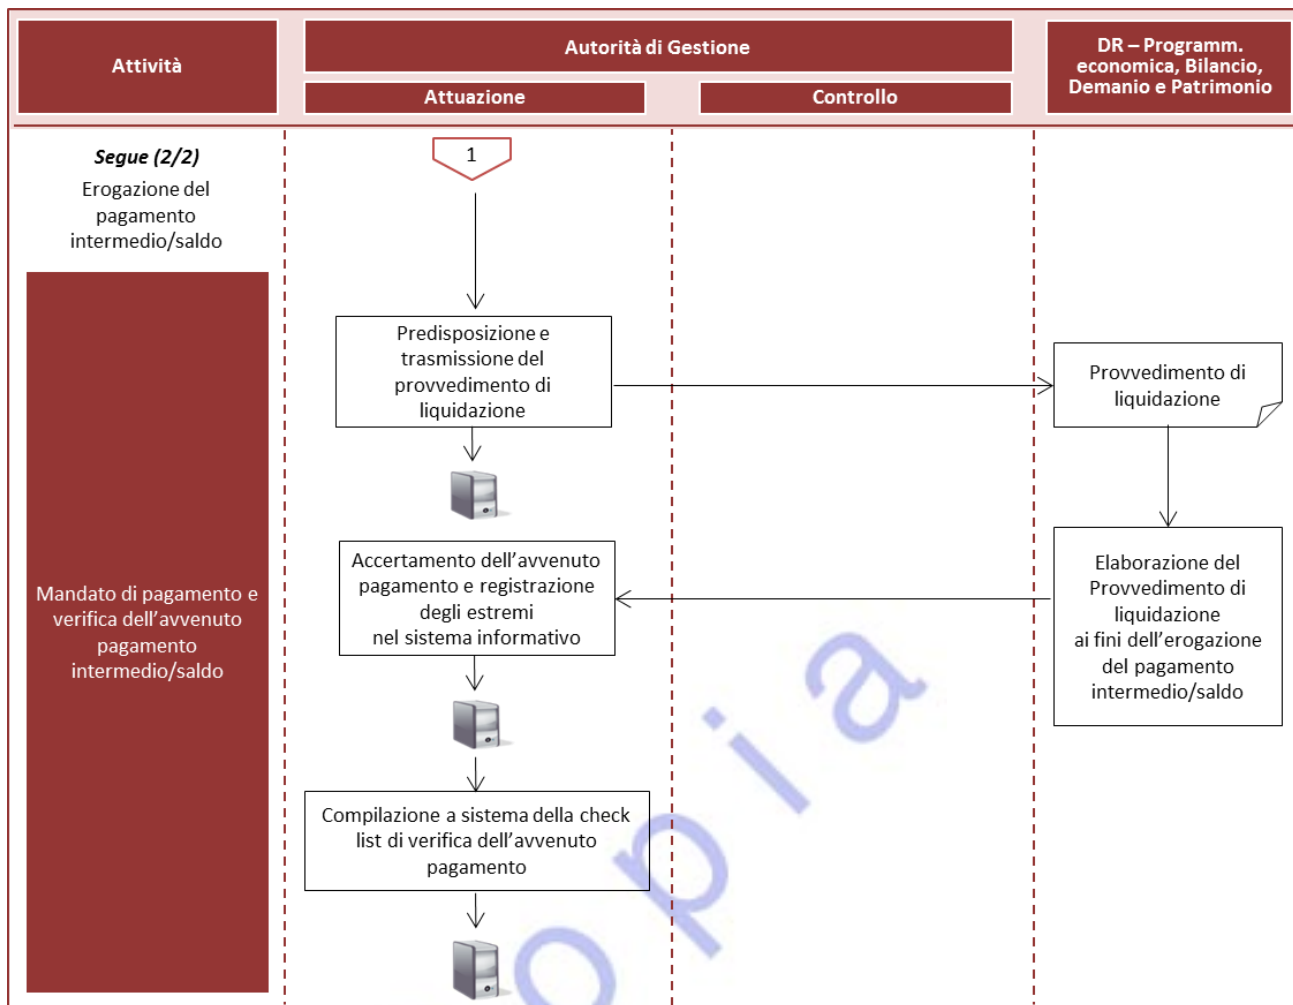 Attività
Autorità di Gestione
Attuazione
Controllo
DR – Programm.
economica, Bilancio,
Demanio e Patrimonio
Segue (2/2)
Erogazione del
pagamento
intermedio/saldo
1
Predisposizione e
trasmissione del
provvedimento di
liquidazione
Provvedimento di
liquidazione
Mandato di pagamento e
verifica dell’avvenuto
pagamento
intermedio/saldo
Accertamento dell’avvenuto
pagamento e registrazione
degli estremi
nel sistema informativo
Elaborazione del
Provvedimento di
liquidazione
ai fini dell’erogazione
del pagamento
intermedio/saldo
Compilazione a sistema della check
list di verifica dell’avvenuto
pagamento
opia